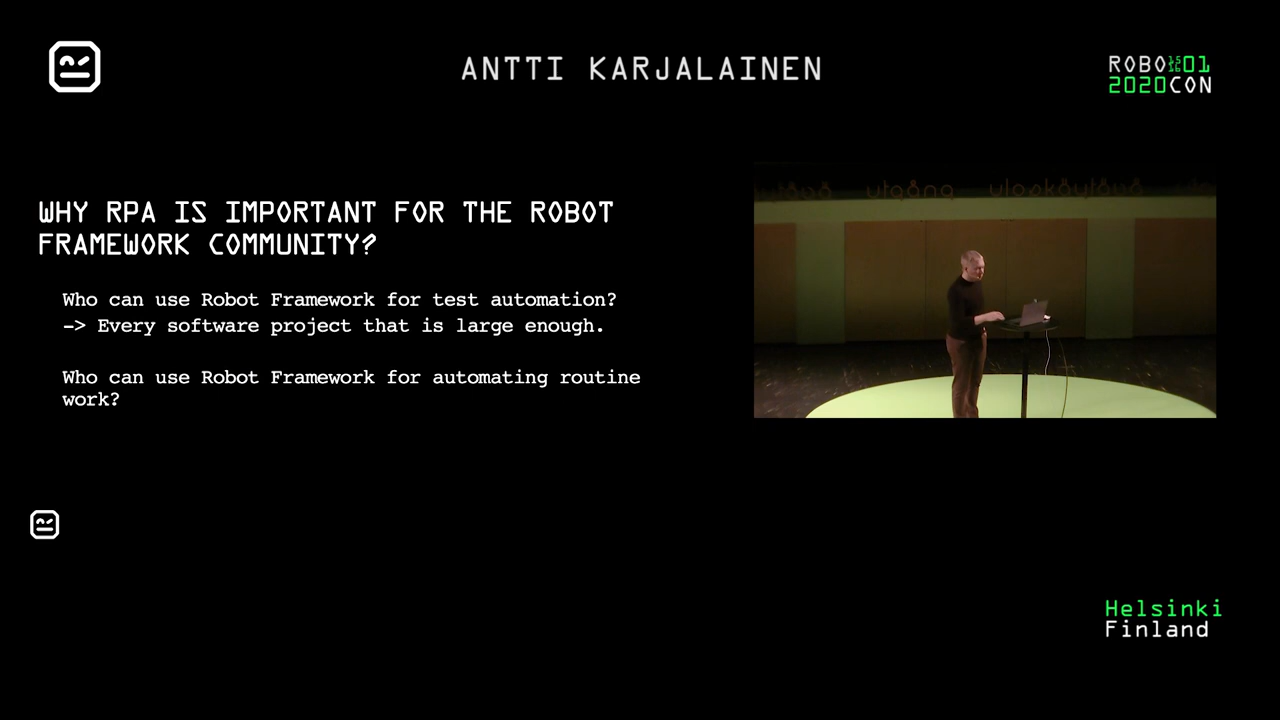 ANTTI KARJALAINEN
ROBO 01
2020CON
WHY RPA IS IMPORTANT FOR THE ROBOT
FRAMEWORK COMMUNITY?
Who can use Robot Framework for test automation?
-> Every software project that is large enough.
Who can use Robot Framework for automating routine
work?
Helsinki
Finland